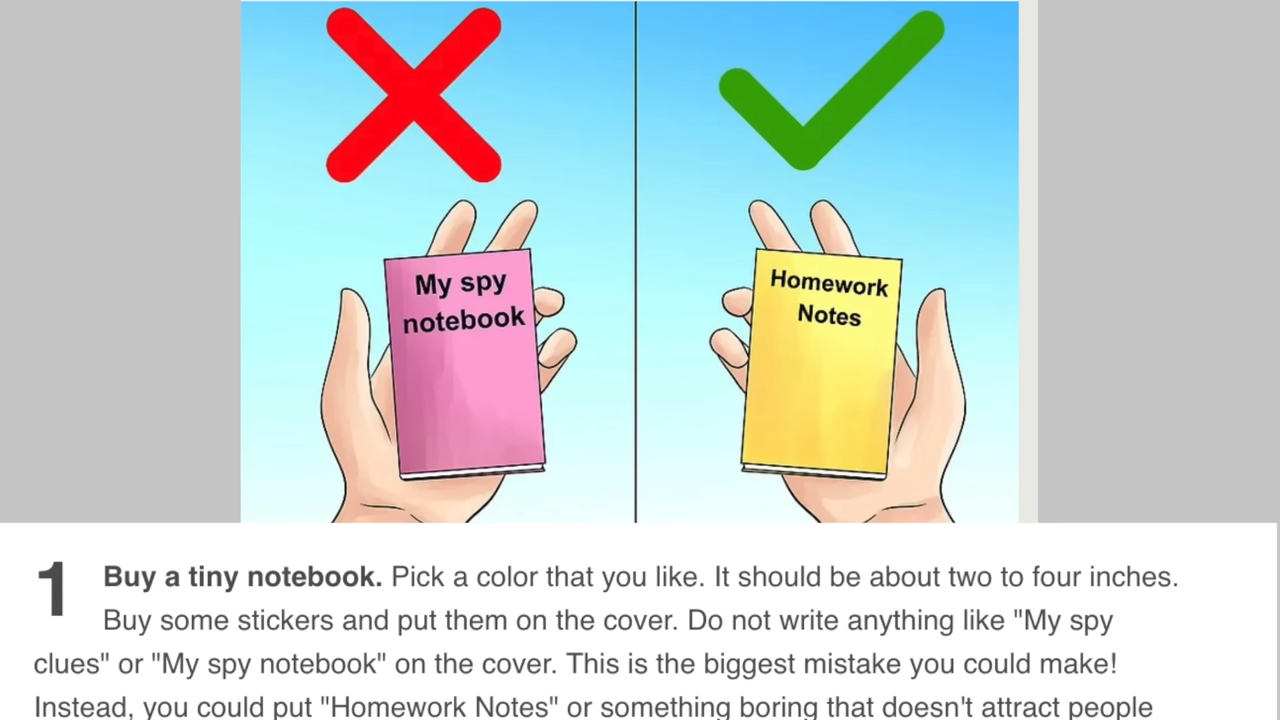 My spy
notebook
Homework
Notes
1
Buy a tiny notebook. Pick a color that you like. It should be about two to four inches.
Buy some stickers and put them on the cover. Do not write anything like "My spy
clues" or "My spy notebook" on the cover. This is the biggest mistake you could make!
Instead, you could put "Homework Notes" or something boring that doesn't attract people